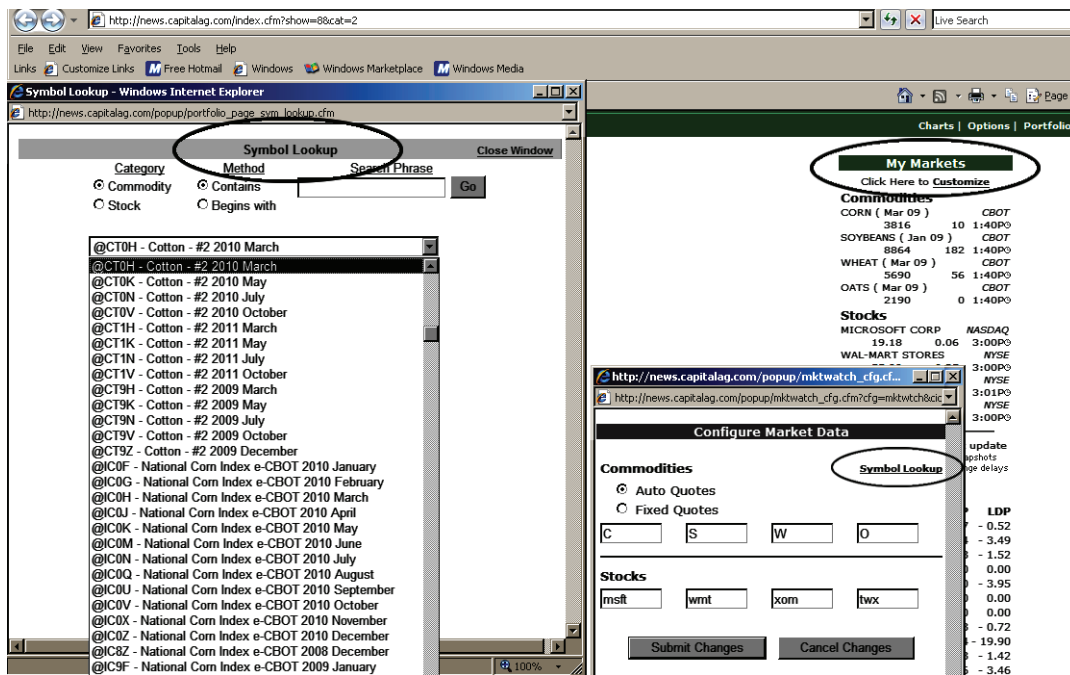 http://news.capitalag.com/index.cfm?show=8&cat=2
Live Search
File Edit View Favorites Tools Help
Links Customize Links Free Hotmail Windows Windows Marketplace Windows Media
Symbol Lookup - Windows Internet Explorer
http://news.capitalag.com/popup/portfolio_page_sym_lookup.cfm
Symbol Lookup
Close Window
Category Method Search Phrase
Commodity Contains Go
Stock Begins with
@CT0H - Cotton - #2 2010 March
@CT0H - Cotton - #2 2010 March
@CT0K - Cotton - #2 2010 May
@CT0N - Cotton - #2 2010 July
@CT0V - Cotton - #2 2010 October
@CT1H - Cotton - #2 2011 March
@CT1K - Cotton - #2 2011 May
@CT1N - Cotton - #2 2011 July
@CT1V - Cotton - #2 2011 October
@CT9H - Cotton - #2 2009 March
@CT9K - Cotton - #2 2009 May
@CT9N - Cotton - #2 2009 July
@CT9V - Cotton - #2 2009 October
@CT9Z - Cotton - #2 2009 December
@IC0F - National Corn Index e-CBOT 2010 January
@IC0G - National Corn Index e-CBOT 2010 February
@IC0H - National Corn Index e-CBOT 2010 March
@IC0J - National Corn Index e-CBOT 2010 April
@IC0K - National Corn Index e-CBOT 2010 May
@IC0M - National Corn Index e-CBOT 2010 June
@IC0N - National Corn Index e-CBOT 2010 July
@IC0Q - National Corn Index e-CBOT 2010 August
@IC0U - National Corn Index e-CBOT 2010 September
@IC0V - National Corn Index e-CBOT 2010 October
@IC0X - National Corn Index e-CBOT 2010 November
@IC0Z - National Corn Index e-CBOT 2010 December
@IC8Z - National Corn Index e-CBOT 2008 December
@IC9F - National Corn Index e-CBOT 2009 January
100%
Page
Charts | Options | Portfolio
My Markets
Click Here to Customize
Commodities
CORN ( Mar 09 ) CBOT
3816 10 1:40P
SOYBEANS ( Jan 09 ) CBOT
8864 182 1:40P
WHEAT ( Mar 09 ) CBOT
5690 56 1:40P
OATS ( Mar 09 ) CBOT
2190 0 1:40P
Stocks
MICROSOFT CORP NASDAQ
19.18 0.06 3:00P
WAL-MART STORES NYSE
3:00P
NYSE
3:01P
NYSE
3:00P
update
apshots
nge delays
LDP
- 0.52
- 3.49
- 1.52
0.00
- 3.95
0.00
0.00
- 0.72
- 19.90
- 1.42
- 3.46
http://news.capitalag.com/popup/mktwatch_cfg.cf...
http://news.capitalag.com/popup/mktwatch_cfg.cfm?cfg=mktwtch&cic
Configure Market Data
Commodities Symbol Lookup
Auto Quotes
Fixed Quotes
C S W O
Stocks
msft wmt xom twx
Submit Changes Cancel Changes